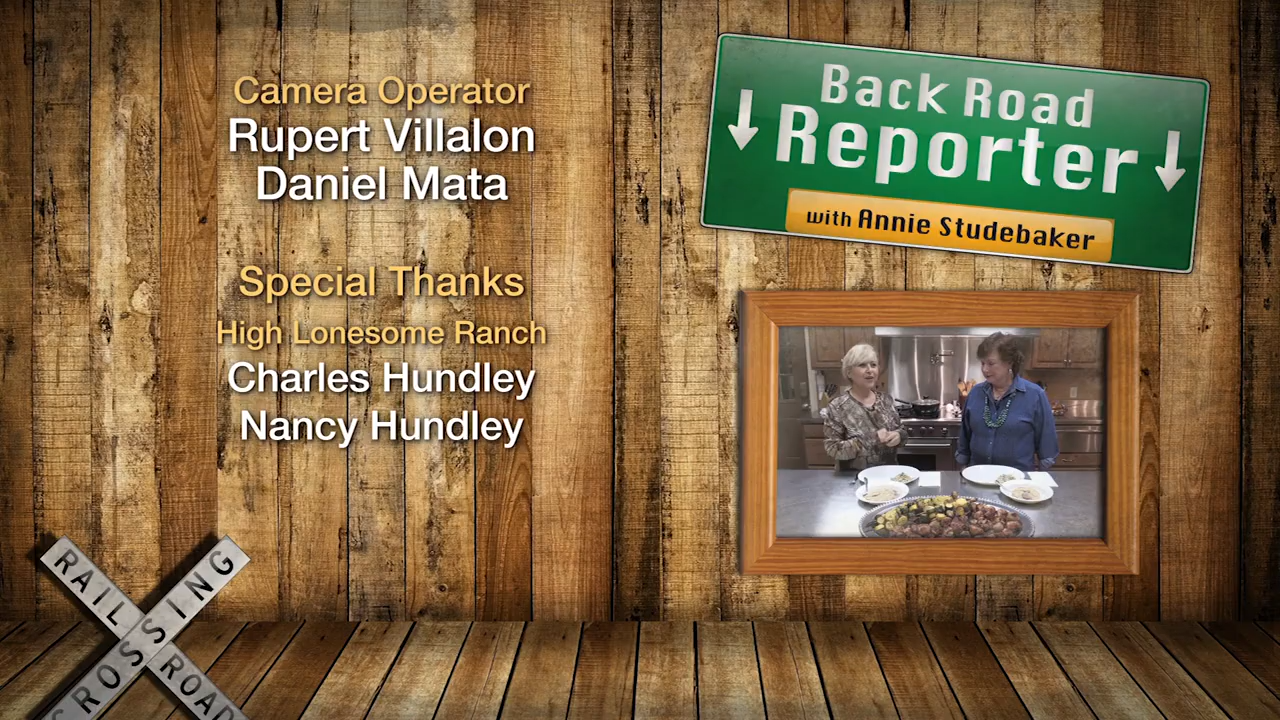 Camera Operator
Rupert Villalon
Daniel Mata
Special Thanks
High Lonesome Ranch
Charles Hundley
Nancy Hundley
Back Road
Reporter
with Annie Studebaker
RAIL ROAD
CROSSING